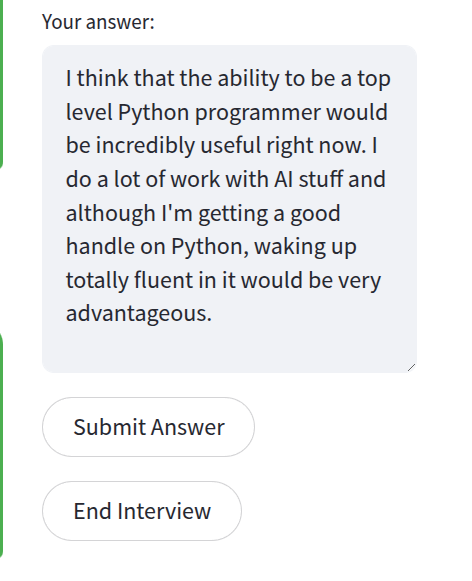 Your answer:
I think that the ability to be a top
level Python programmer would
be incredibly useful right now. I
do a lot of work with AI stuff and
although I'm getting a good
handle on Python, waking up
totally fluent in it would be very
advantageous.
Submit Answer
End Interview